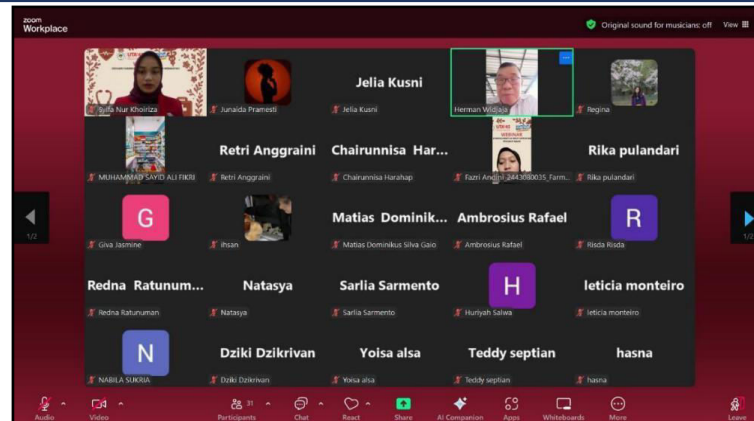 zoom
Workplace
Original sound for musicians: off View
Syifa Nur Khoiriza
Junaida Pramesti
Jelia Kusni
Jelia Kusni
Herman Widjaja
Regina
MUHAMMAD SAYID ALI FIKRI
Retri Anggraini
Retri Anggraini
Chairunnisa Har...
Chairunnisa Harahap
Fazri Andini_2443080035_Farm...
Rika pulandari
Rika pulandari
G
Giva Jasmine
ihsan
Matias Dominik...
Matias Dominikus Silva Gaio
Ambrosius Rafael
Ambrosius Rafael
R
Risda Risda
Redna Ratunum...
Redna Ratunuman
Natasya
Natasya
Sarlia Sarmento
Sarlia Sarmento
H
Huriyah Salwa
leticia monteiro
leticia monteiro
N
NABILA SUKRIA
Dziki Dzikrivan
Dziki Dzikrivan
Yoisa alsa
Yoisa alsa
Teddy septian
Teddy septian
hasna
hasna
1/2
1/2
Audio
Video
31
Participants
Chat
React
Share
AI Companion
Apps
Whiteboards
More
Leave